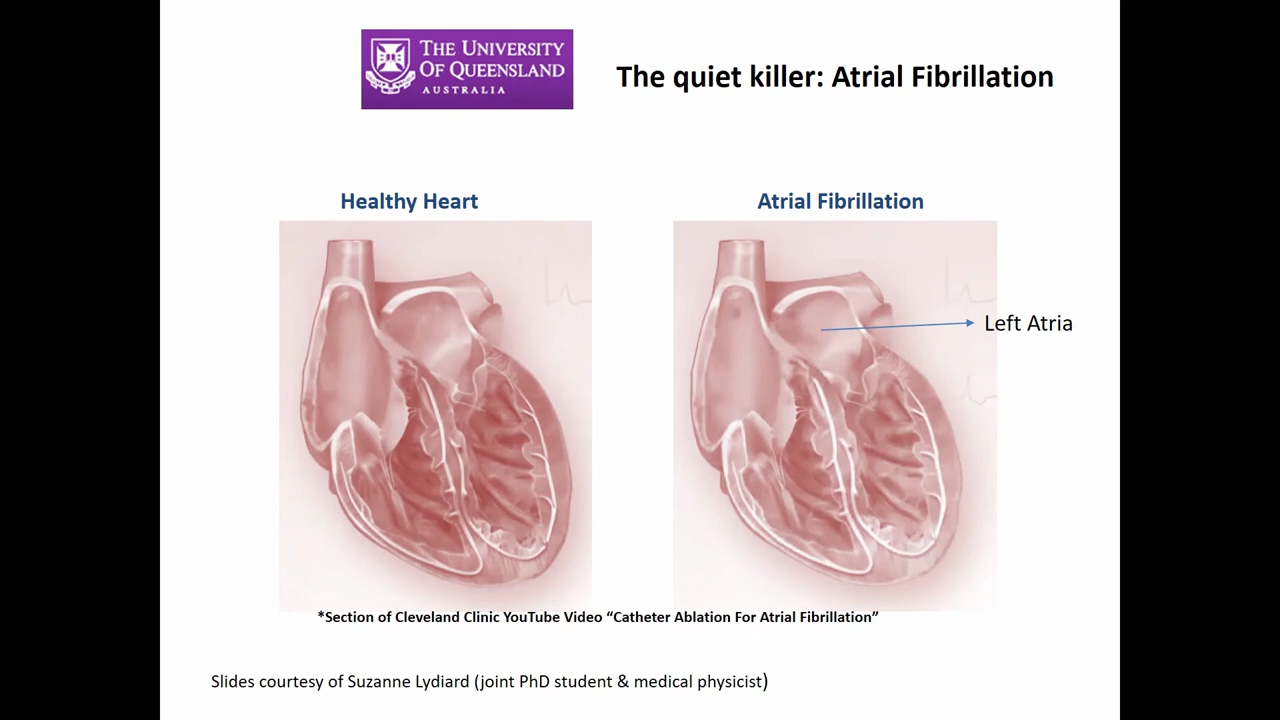 THE UNIVERSITY
OF QUEENSLAND
AUSTRALIA
The quiet killer: Atrial Fibrillation
Healthy Heart
Atrial Fibrillation
Left Atria
*Section of Cleveland Clinic YouTube Video “Catheter Ablation For Atrial Fibrillation”
Slides courtesy of Suzanne Lydiard (joint PhD student & medical physicist)